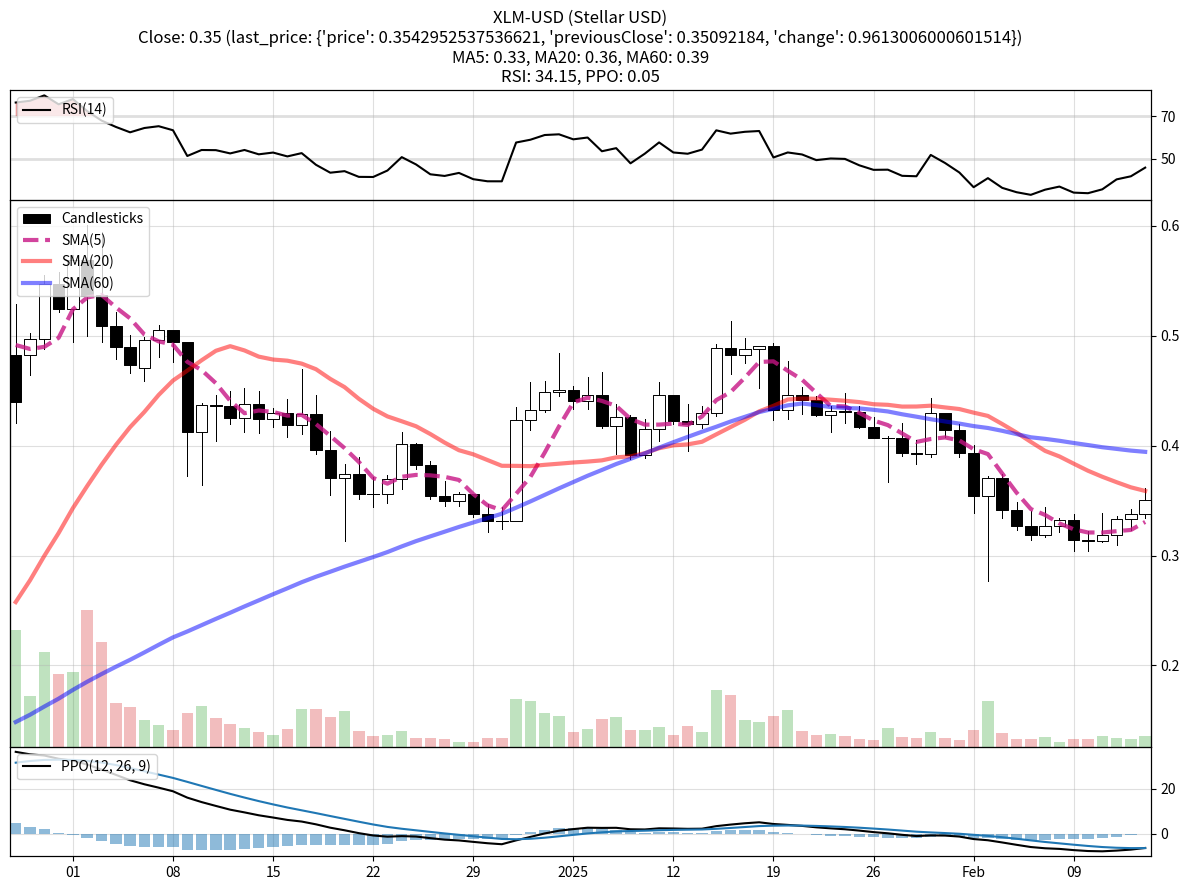 XLM-USD (Stellar USD)
Close: 0.35 (last_price: {'price': 0.3542952537536621, 'previousClose': 0.35092184, 'change': 0.9613006000601514})
MA5: 0.33, MA20: 0.36, MA60: 0.39
RSI: 34.15, PPO: 0.05
RSI(14)
70
50
Candlesticks
SMA(5)
SMA(20)
SMA(60)
0.6
0.5
0.4
0.3
0.2
PPO(12, 26, 9)
20
0
01 08 15 22 29 2025 12 19 26 Feb 09